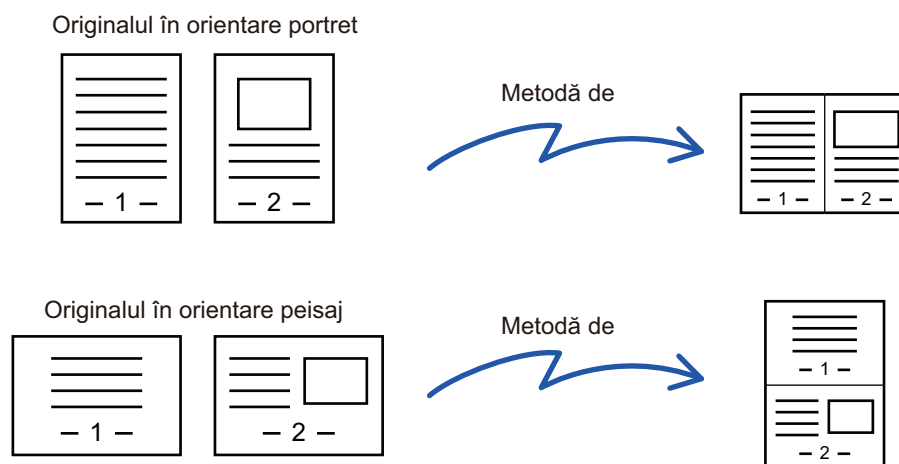 Originalul în orientare portret
Metodă de
– 1 –
– 2 –
– 1 –
– 2 –
Originalul în orientare peisaj
Metodă de
– 1 –
– 2 –
– 1 –
– 2 –